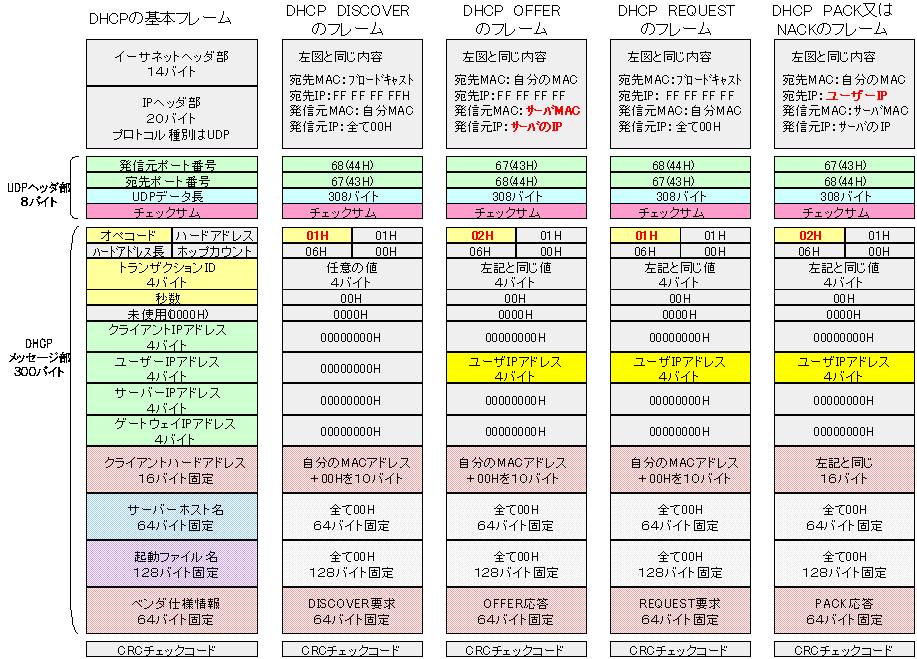 DHCPの基本フレーム
イーサネットヘッダ部
14バイト
IPヘッダ部
20バイト
プロトコル種別はUDP
UDPヘッダ部
8バイト
発信元ポート番号
宛先ポート番号
UDPデータ長
チェックサム
DHCP
メッセージ部
300バイト
オペコード
ハードアドレス
ハードアドレス長
ホップカウント
トランザクションID
4バイト
秒数
未使用(0000H)
クライアントIPアドレス
4バイト
ユーザーIPアドレス
4バイト
サーバーIPアドレス
4バイト
ゲートウェイIPアドレス
4バイト
クライアントハードアドレス
16バイト固定
サーバーホスト名
64バイト固定
起動ファイル名
128バイト固定
ベンダ仕様情報
64バイト固定
CRCチェックコード
DHCP DISCOVER
のフレーム
左図と同じ内容
宛先MAC:ブロードキャスト
宛先IP:FF FF FF FFH
発信元MAC:自分MAC
発信元IP:全て00H
68(44H)
67(43H)
308バイト
チェックサム
01H
01H
06H
00H
任意の値
4バイト
00H
0000H
00000000H
00000000H
00000000H
00000000H
自分のMACアドレス
+00Hを10バイト
全て00H
64バイト固定
全て00H
128バイト固定
DISCOVER要求
64バイト固定
CRCチェックコード
DHCP OFFER
のフレーム
左図と同じ内容
宛先MAC:自分のMAC
宛先IP:FF FF FF FF
発信元MAC:サーバMAC
発信元IP:サーバのIP
67(43H)
68(44H)
308バイト
チェックサム
02H
01H
06H
00H
左記と同じ値
4バイト
00H
0000H
00000000H
ユーザIPアドレス
4バイト
00000000H
00000000H
自分のMACアドレス
+00Hを10バイト
全て00H
64バイト固定
全て00H
128バイト固定
OFFER応答
64バイト固定
CRCチェックコード
DHCP REQUEST
のフレーム
左図と同じ内容
宛先MAC:ブロードキャスト
宛先IP:FF FF FF FF
発信元MAC:自分MAC
発信元IP:全て00H
68(44H)
67(43H)
308バイト
チェックサム
01H
01H
06H
00H
左記と同じ値
4バイト
00H
0000H
00000000H
ユーザIPアドレス
4バイト
00000000H
00000000H
自分のMACアドレス
+00Hを10バイト
全て00H
64バイト固定
全て00H
128バイト固定
REQUEST要求
64バイト固定
CRCチェックコード
DHCP PACK又は
NACKのフレーム
左図と同じ内容
宛先MAC:自分のMAC
宛先IP:ユーザーIP
発信元MAC:サーバMAC
発信元IP:サーバのIP
67(43H)
68(44H)
308バイト
チェックサム
02H
01H
06H
00H
左記と同じ値
4バイト
00H
0000H
00000000H
ユーザIPアドレス
4バイト
00000000H
00000000H
左記と同じ
16バイト
全て00H
64バイト固定
全て00H
128バイト固定
PACK応答
64バイト固定
CRCチェックコード